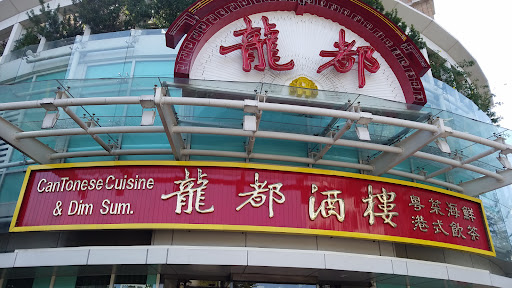 龍都
CanTonese Cuisine
& Dim Sum.
龍都酒樓
粵菜海鮮
港式飲茶